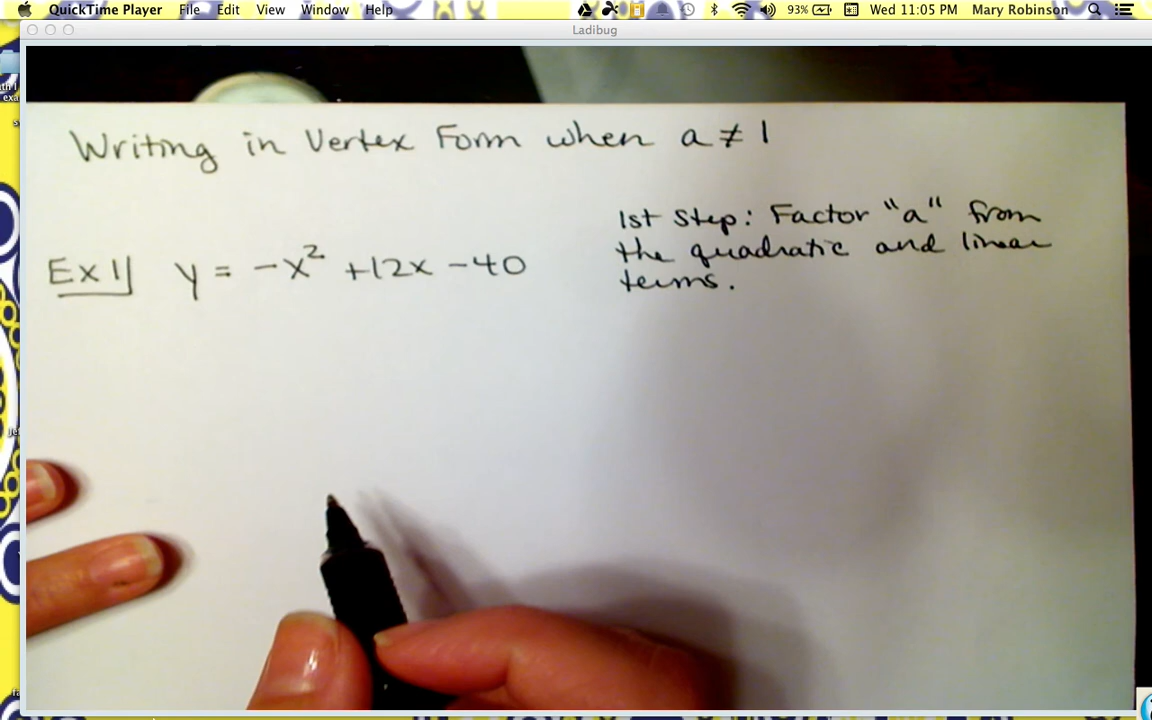 QuickTime Player File Edit View Window Help 93% Wed 11:05 PM Mary Robinson
Ladibug
Writing in Vertex Form when a ≠ 1
1st Step: Factor "a" from
the quadratic and linear
terms.
Ex 1 y = -x² +12x -40